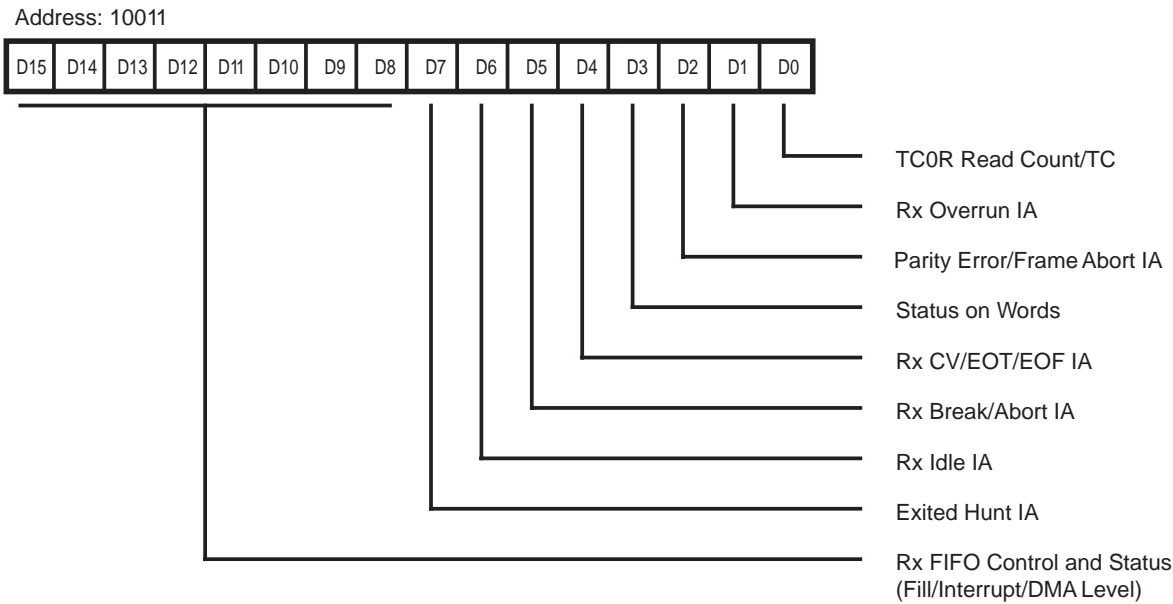 Address: 10011
D15 D14 D13 D12 D11 D10 D9 D8 D7 D6 D5 D4 D3 D2 D1 D0
TC0R Read Count/TC
Rx Overrun IA
Parity Error/Frame Abort IA
Status on Words
Rx CV/EOT/EOF IA
Rx Break/Abort IA
Rx Idle IA
Exited Hunt IA
Rx FIFO Control and Status
(Fill/Interrupt/DMA Level)